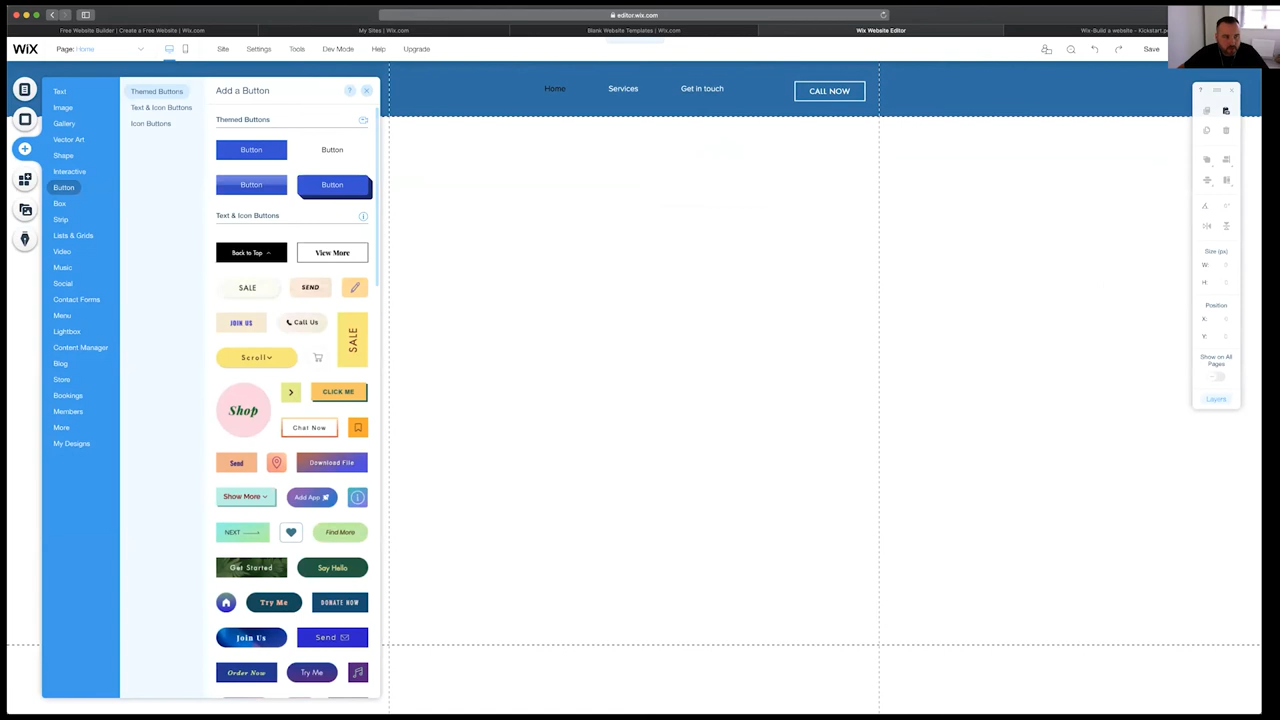 editor.wix.com
Free Website Builder | Create a Free Website | Wix.com
My Sites | Wix.com
Blank Website Templates | Wix.com
Wix Website Editor
Wix-Build a website - Kickstart.p
WiX
Page: Home
Site
Settings
Tools
Dev Mode
Help
Upgrade
Save
Home
Services
Get in touch
CALL NOW
Text
Image
Gallery
Vector Art
Shape
Interactive
Button
Box
Strip
Lists & Grids
Video
Music
Social
Contact Forms
Menu
Lightbox
Content Manager
Blog
Store
Bookings
Members
More
My Designs
Themed Buttons
Text & Icon Buttons
Icon Buttons
Add a Button
?
Themed Buttons
Button
Button
Button
Button
Text & Icon Buttons
Back to Top
View More
SALE
SEND
JOIN US
Call Us
SALE
Scroll
Shop
CLICK ME
Chat Now
Send
Download File
Show More
Add App
NEXT
Find More
Get Started
Say Hello
Try Me
DONATE NOW
Join Us
Send
Order Now
Try Me
?
Size (px)
W:
H:
Position
X:
Y:
Show on All
Pages
Layers